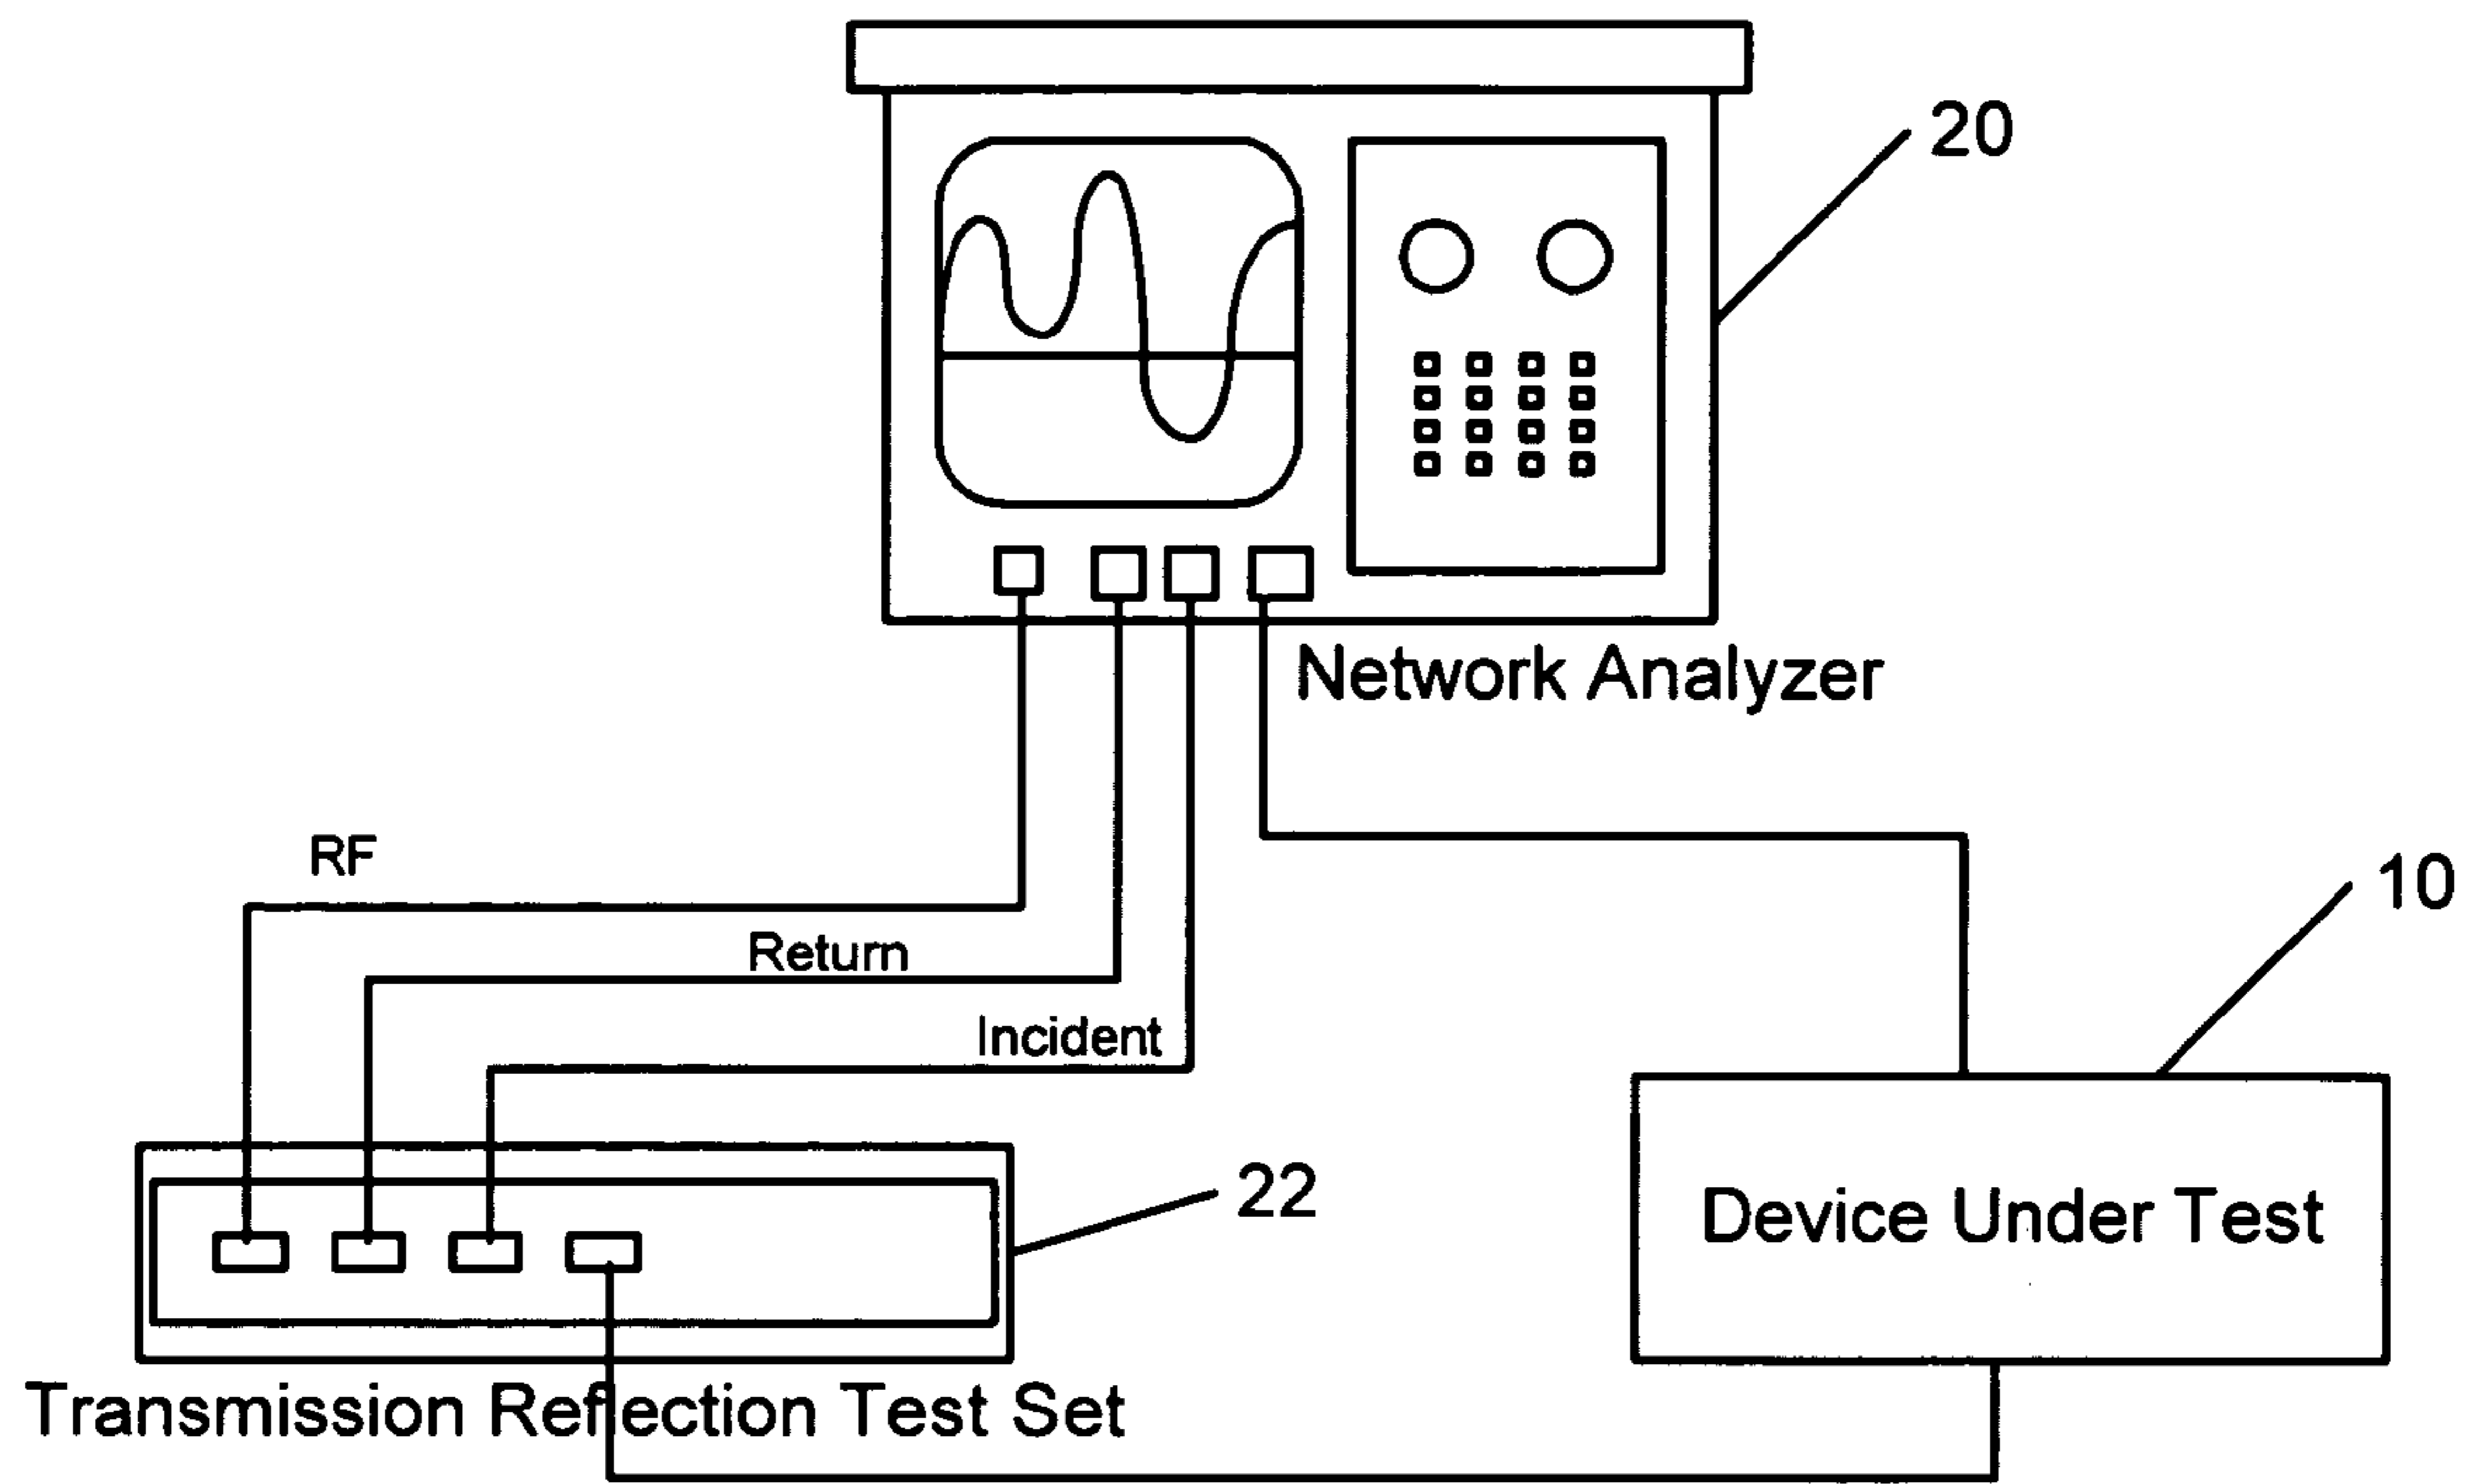 20
Network Analyzer
RF
10
Return
Incident
22
Device Under Test
Transmission Reflection Test Set